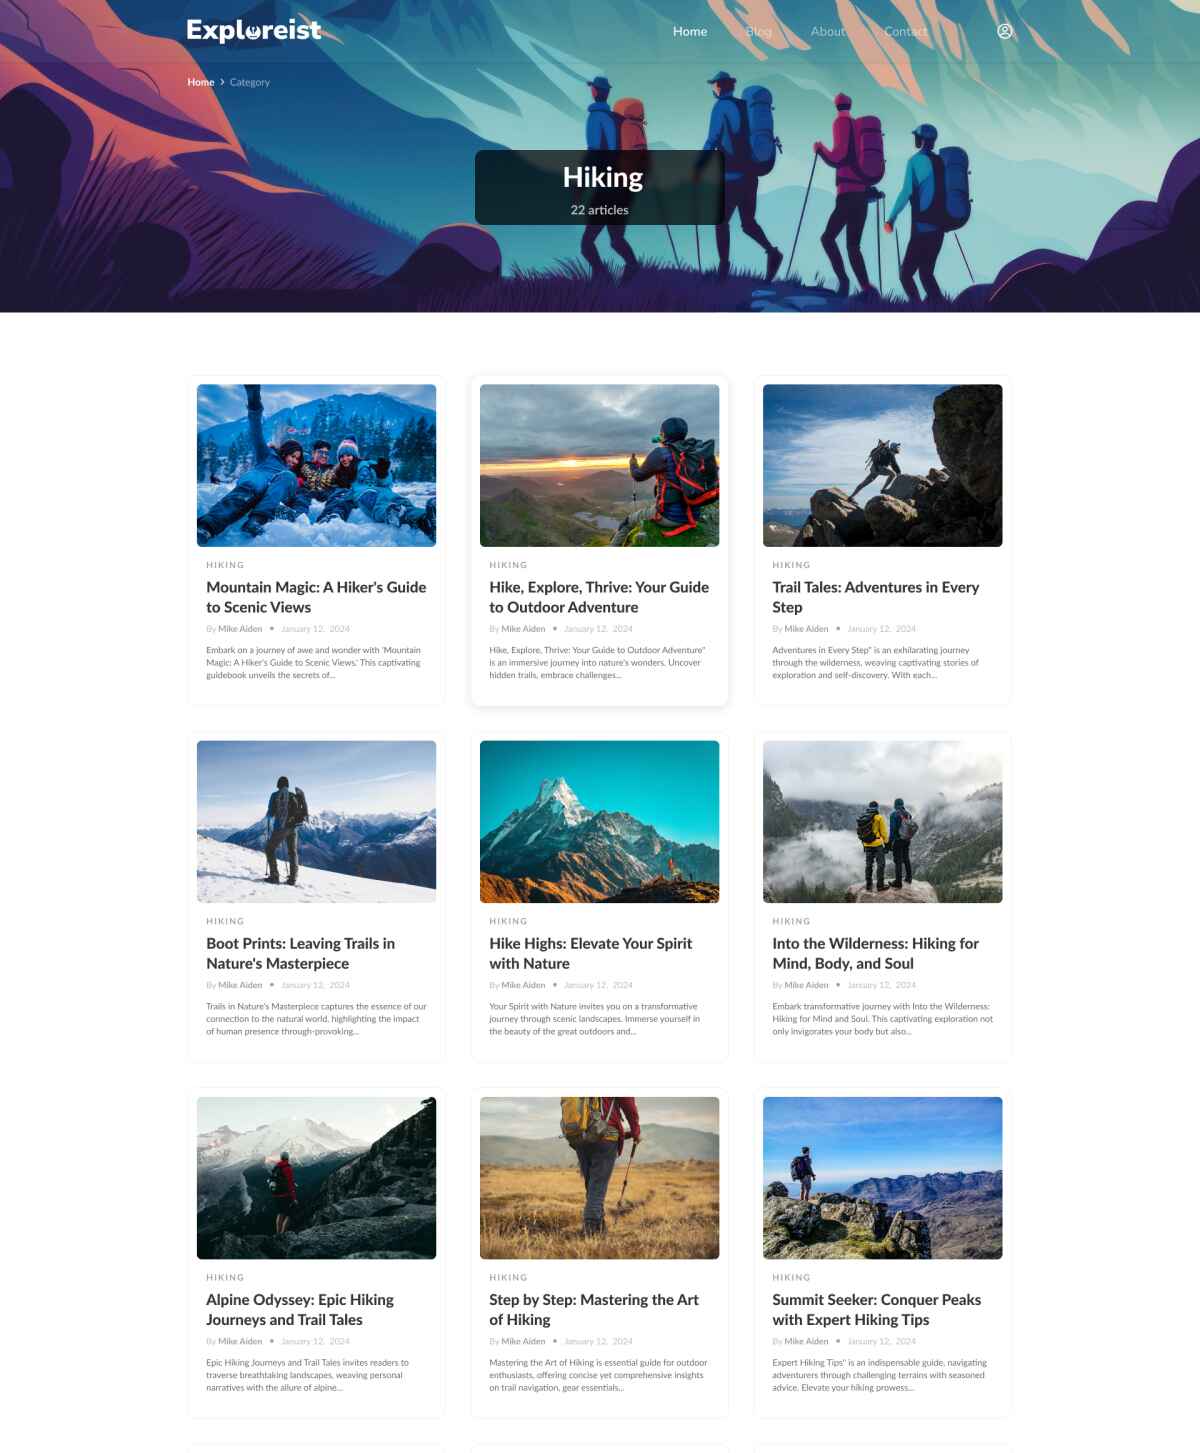 Exploreist
Home Blog About Contact
Home > Category
Hiking
22 articles
HIKING
Mountain Magic: A Hiker's Guide
to Scenic Views
By Mike Aiden • January 12, 2024
Embark on a journey of awe and wonder with 'Mountain
Magic: A Hiker's Guide to Scenic Views.' This captivating
guidebook unveils the secrets of...
HIKING
Hike, Explore, Thrive: Your Guide
to Outdoor Adventure
By Mike Aiden • January 12, 2024
Hike, Explore, Thrive: Your Guide to Outdoor Adventure"
is an immersive journey into nature's wonders. Uncover
hidden trails, embrace challenges...
HIKING
Trail Tales: Adventures in Every
Step
By Mike Aiden • January 12, 2024
Adventures in Every Step" is an exhilarating journey
through the wilderness, weaving captivating stories of
exploration and self-discovery. With each...
HIKING
Boot Prints: Leaving Trails in
Nature's Masterpiece
By Mike Aiden • January 12, 2024
Trails in Nature's Masterpiece captures the essence of our
connection to the natural world, highlighting the impact
of human presence through-provoking...
HIKING
Hike Highs: Elevate Your Spirit
with Nature
By Mike Aiden • January 12, 2024
Your Spirit with Nature invites you on a transformative
journey through scenic landscapes. Immerse yourself in
the beauty of the great outdoors and...
HIKING
Into the Wilderness: Hiking for
Mind, Body, and Soul
By Mike Aiden • January 12, 2024
Embark transformative journey with Into the Wilderness:
Hiking for Mind and Soul. This captivating exploration not
only invigorates your body but also...
HIKING
Alpine Odyssey: Epic Hiking
Journeys and Trail Tales
By Mike Aiden • January 12, 2024
Epic Hiking Journeys and Trail Tales invites readers to
traverse breathtaking landscapes, weaving personal
narratives with the allure of alpine...
HIKING
Step by Step: Mastering the Art
of Hiking
By Mike Aiden • January 12, 2024
Mastering the Art of Hiking is essential guide for outdoor
enthusiasts, offering concise yet comprehensive insights
on trail navigation, gear essentials...
HIKING
Summit Seeker: Conquer Peaks
with Expert Hiking Tips
By Mike Aiden • January 12, 2024
Expert Hiking Tips" is an indispensable guide, navigating
adventurers through challenging terrains with seasoned
advice. Elevate your hiking prowess...